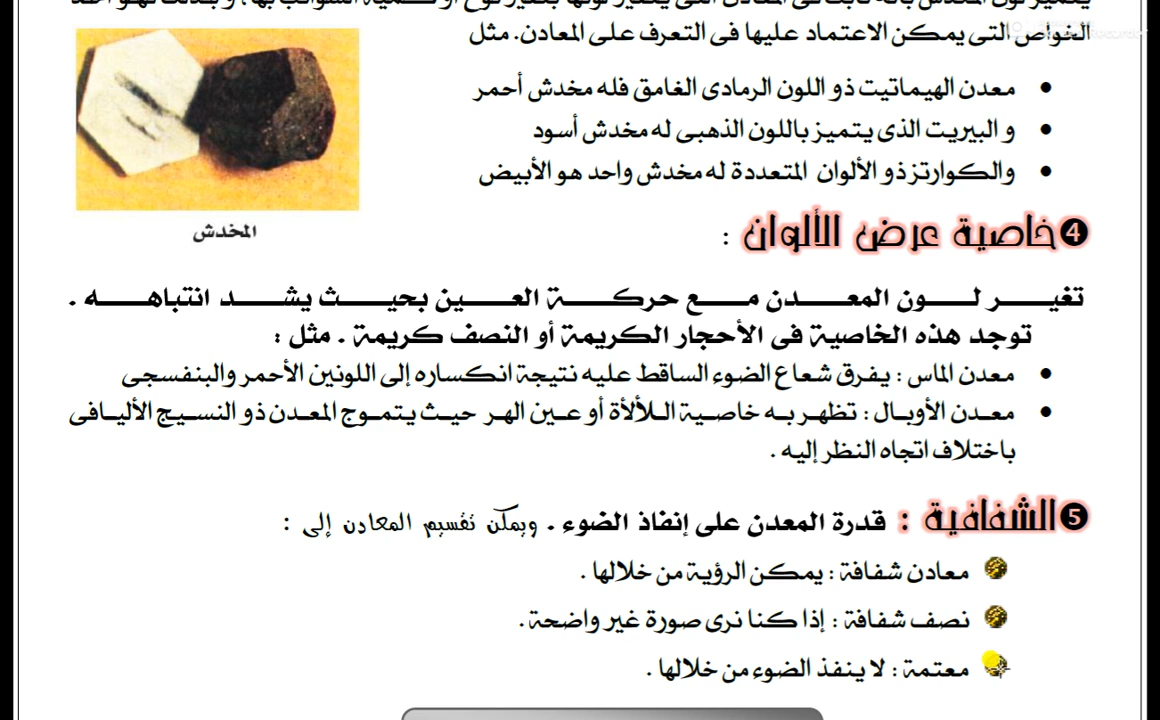 الخواص التى يمكن الاعتماد عليها فى التعرف على المعادن. مثل
معدن الهيماتيت ذو اللون الرمادى الغامق فله مخدش أحمر
و البيريت الذى يتميز باللون الذهبى له مخدش أسود
والكوارتز ذو الألوان المتعددة له مخدش واحد هو الأبيض
المخدش
❹خاصية عرض الألوان :
تغير لون المعدن مع حركة العين بحيث يشد انتباهه .
توجد هذه الخاصية فى الأحجار الكريمة أو النصف كريمة . مثل :
معدن الماس : يفرق شعاع الضوء الساقط عليه نتيجة انكساره إلى اللونين الأحمر والبنفسجى
معدن الأوبال : تظهر به خاصية اللألأة أو عين الهر حيث يتموج المعدن ذو النسيج الأليافى
باختلاف اتجاه النظر إليه .
❺الشفافية : قدرة المعدن على إنفاذ الضوء . ويمكن تقسيم المعادن إلى :
معادن شفافة : يمكن الرؤية من خلالها .
نصف شفافة : إذا كنا نرى صورة غير واضحة .
معتمة : لا ينفذ الضوء من خلالها .